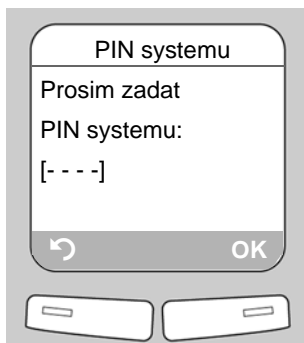 PIN systemu
Prosim zadat
PIN systemu:
[- - - -]
OK